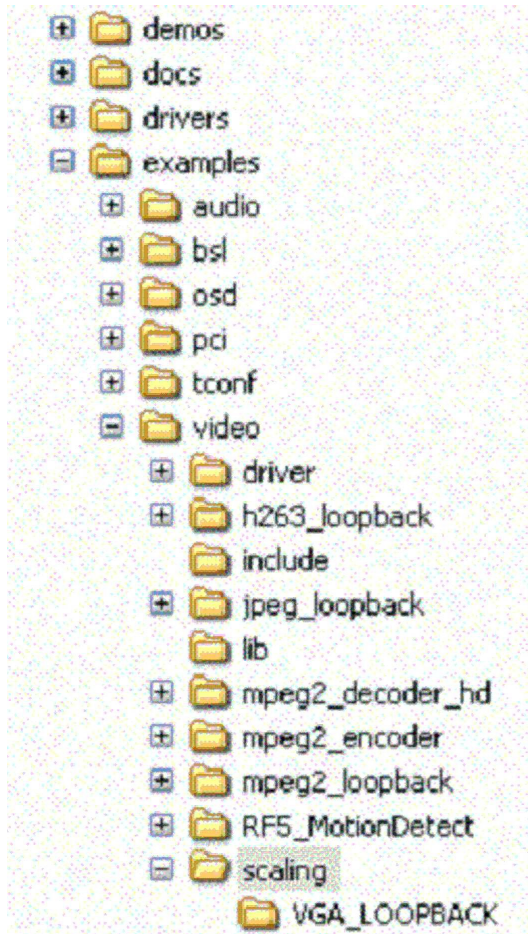 demos
docs
drivers
examples
audio
bsl
osd
pci
tconf
video
driver
h263_loopback
include
jpeg_loopback
lib
mpeg2_decoder_hd
mpeg2_encoder
mpeg2_loopback
RF5_MotionDetect
scaling
VGA_LOOPBACK